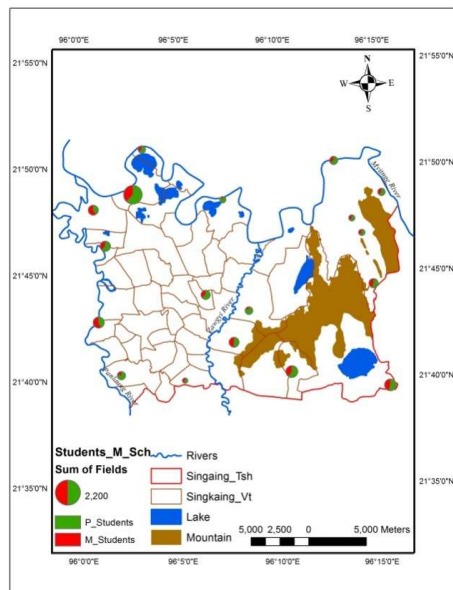 96°0'0"E 96°5'0"E 96°10'0"E 96°15'0"E
N
W E
S
21°55'0"N 21°55'0"N
21°50'0"N 21°50'0"N
Myitnge River
21°45'0"N 21°45'0"N
21°40'0"N 21°40'0"N
21°35'0"N 21°35'0"N
Students_M_Sch
Sum of Fields
2,200
P_Students
M_Students
Rivers
Singaing_Tsh
Singkaing_Vt
Lake
Mountain
5,000 2,500 0 5,000 Meters
96°0'0"E 96°5'0"E 96°10'0"E 96°15'0"E